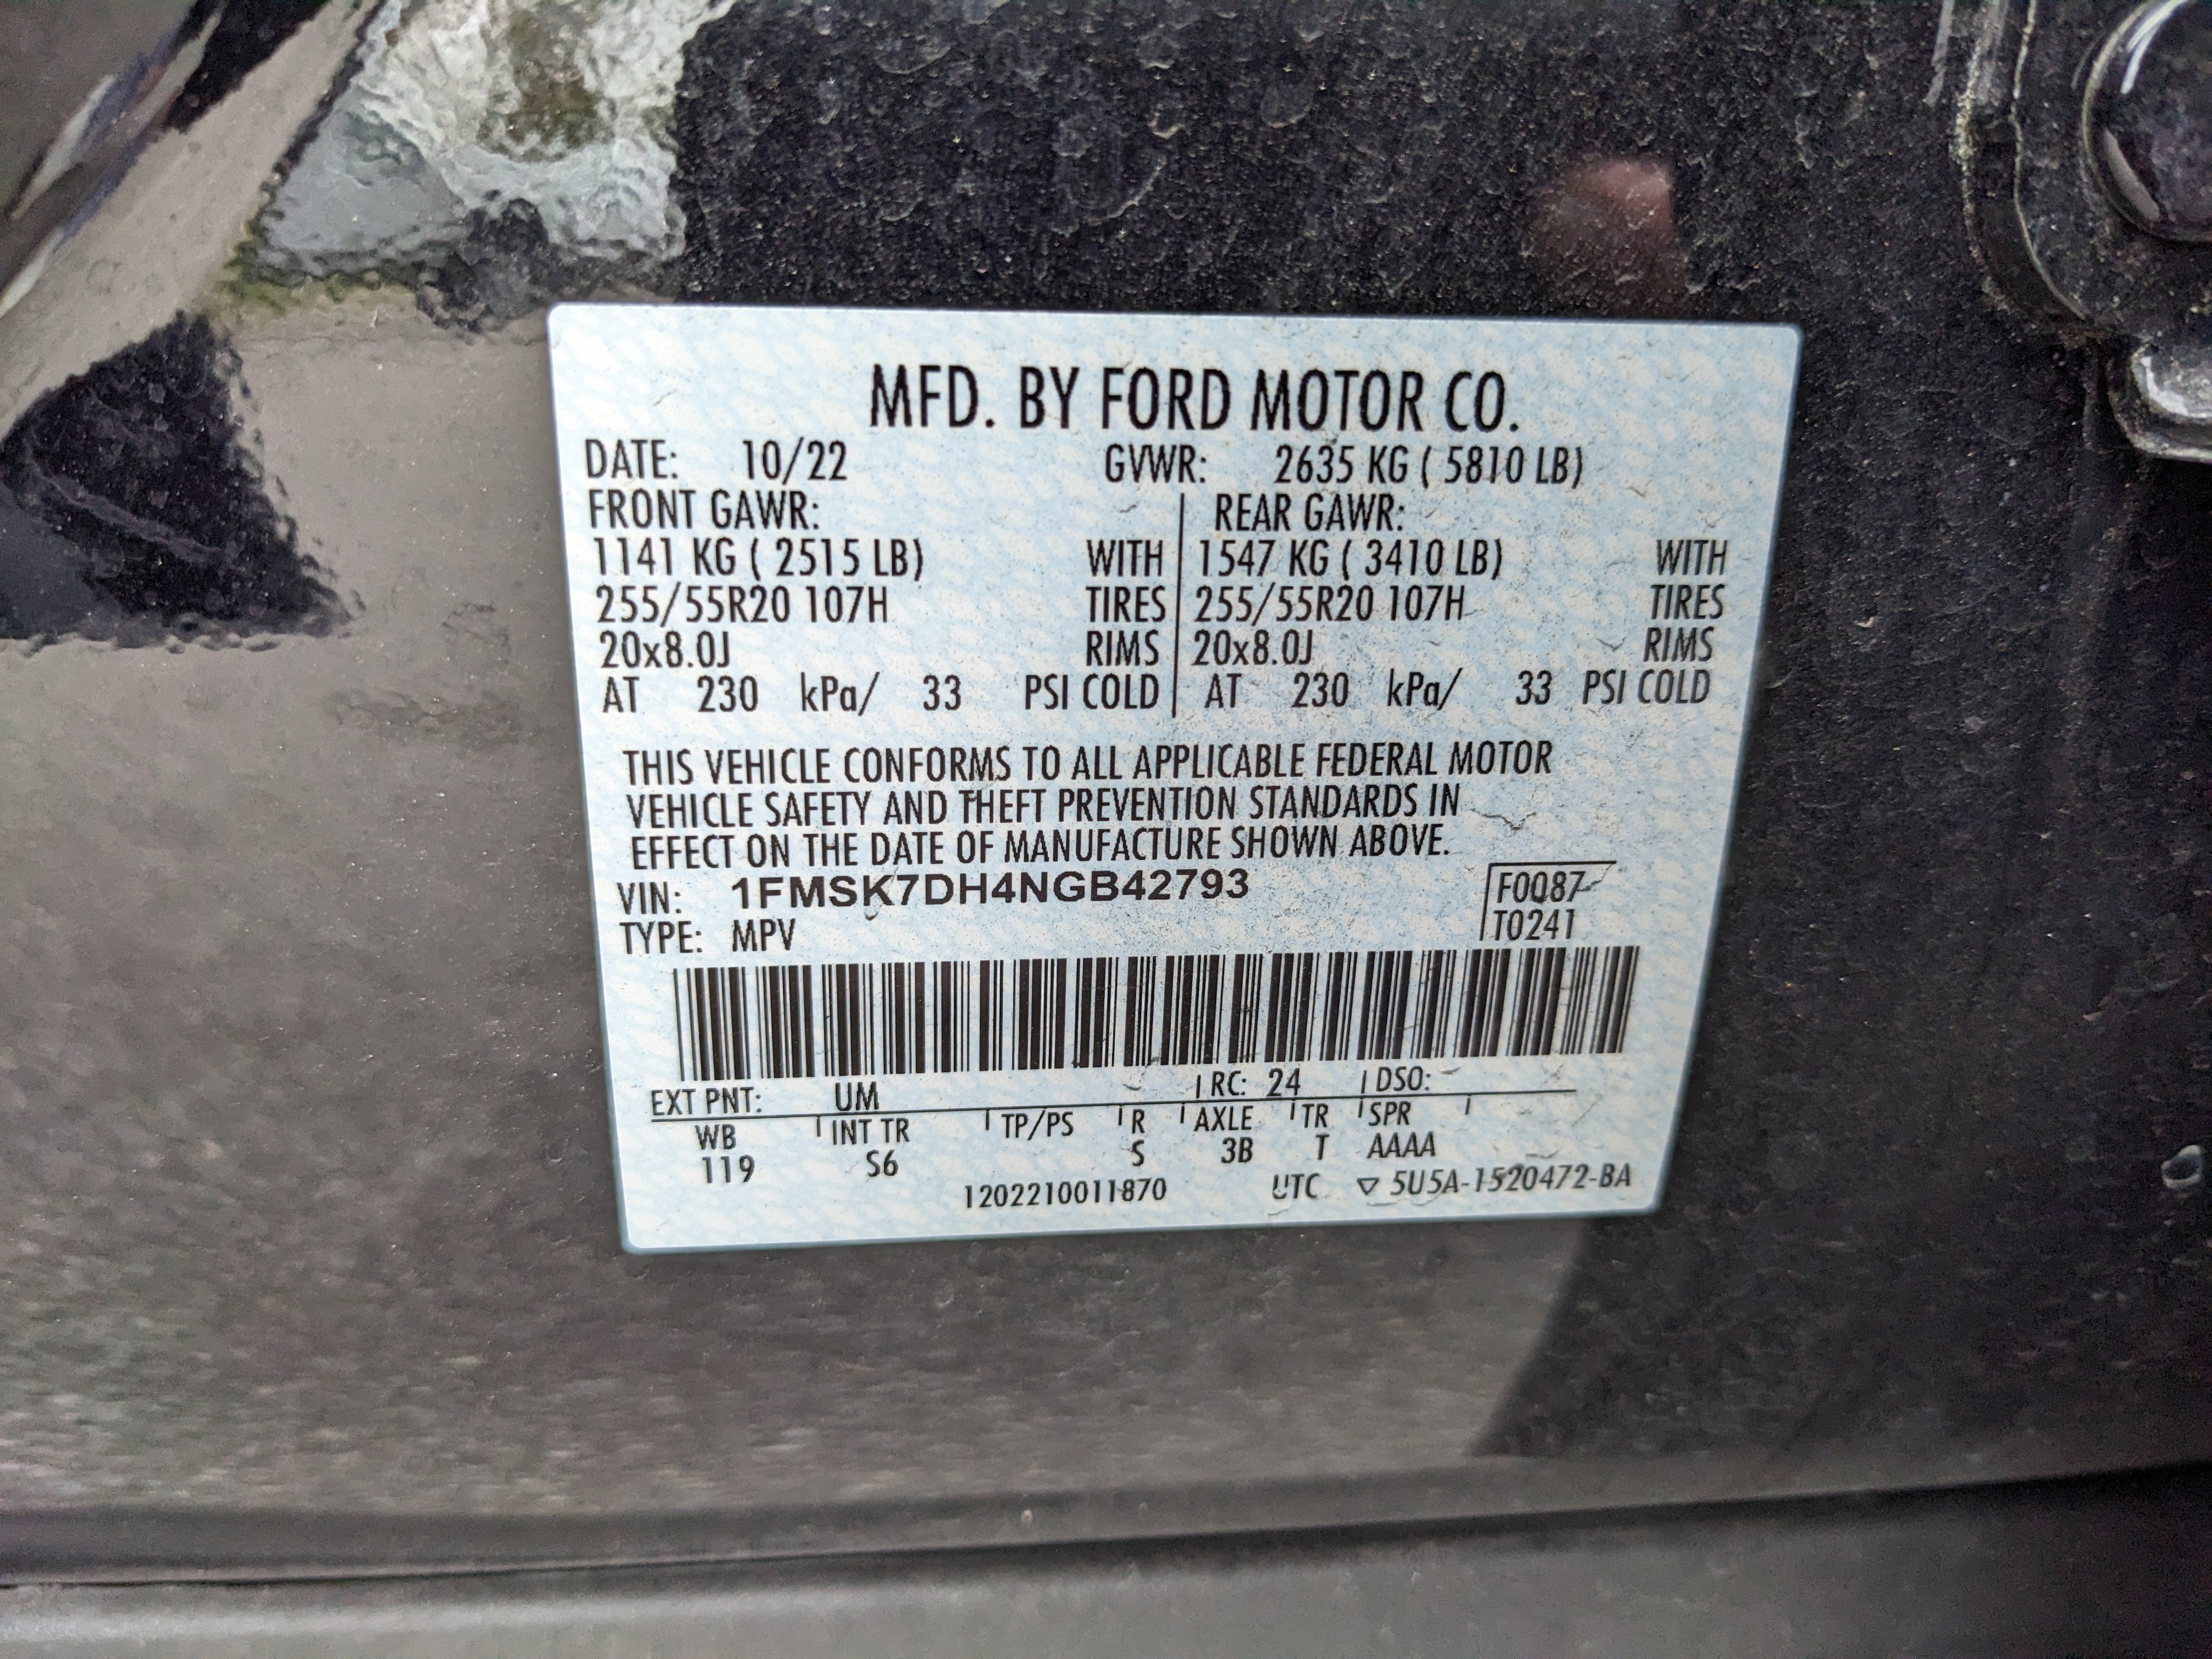 MFD. BY FORD MOTOR CO.
DATE: 10/22 GVWR: 2635 KG ( 5810 LB)
FRONT GAWR: REAR GAWR:
1141 KG ( 2515 LB) WITH 1547 KG ( 3410 LB) WITH
255/55R20 107H TIRES 255/55R20 107H TIRES
20x8.0J RIMS 20x8.0J RIMS
AT 230 kPa/ 33 PSI COLD AT 230 kPa/ 33 PSI COLD
THIS VEHICLE CONFORMS TO ALL APPLICABLE FEDERAL MOTOR
VEHICLE SAFETY AND THEFT PREVENTION STANDARDS IN
EFFECT ON THE DATE OF MANUFACTURE SHOWN ABOVE.
VIN: 1FMSK7DH4NGB42793 F0087
TYPE: MPV T0241
EXT PNT: UM RC: 24 DSO:
WB INT TR TP/PS R AXLE TR SPR
119 S6 S 3B T AAAA
1202210011870 UTC ▽ 5U5A-1520472-BA